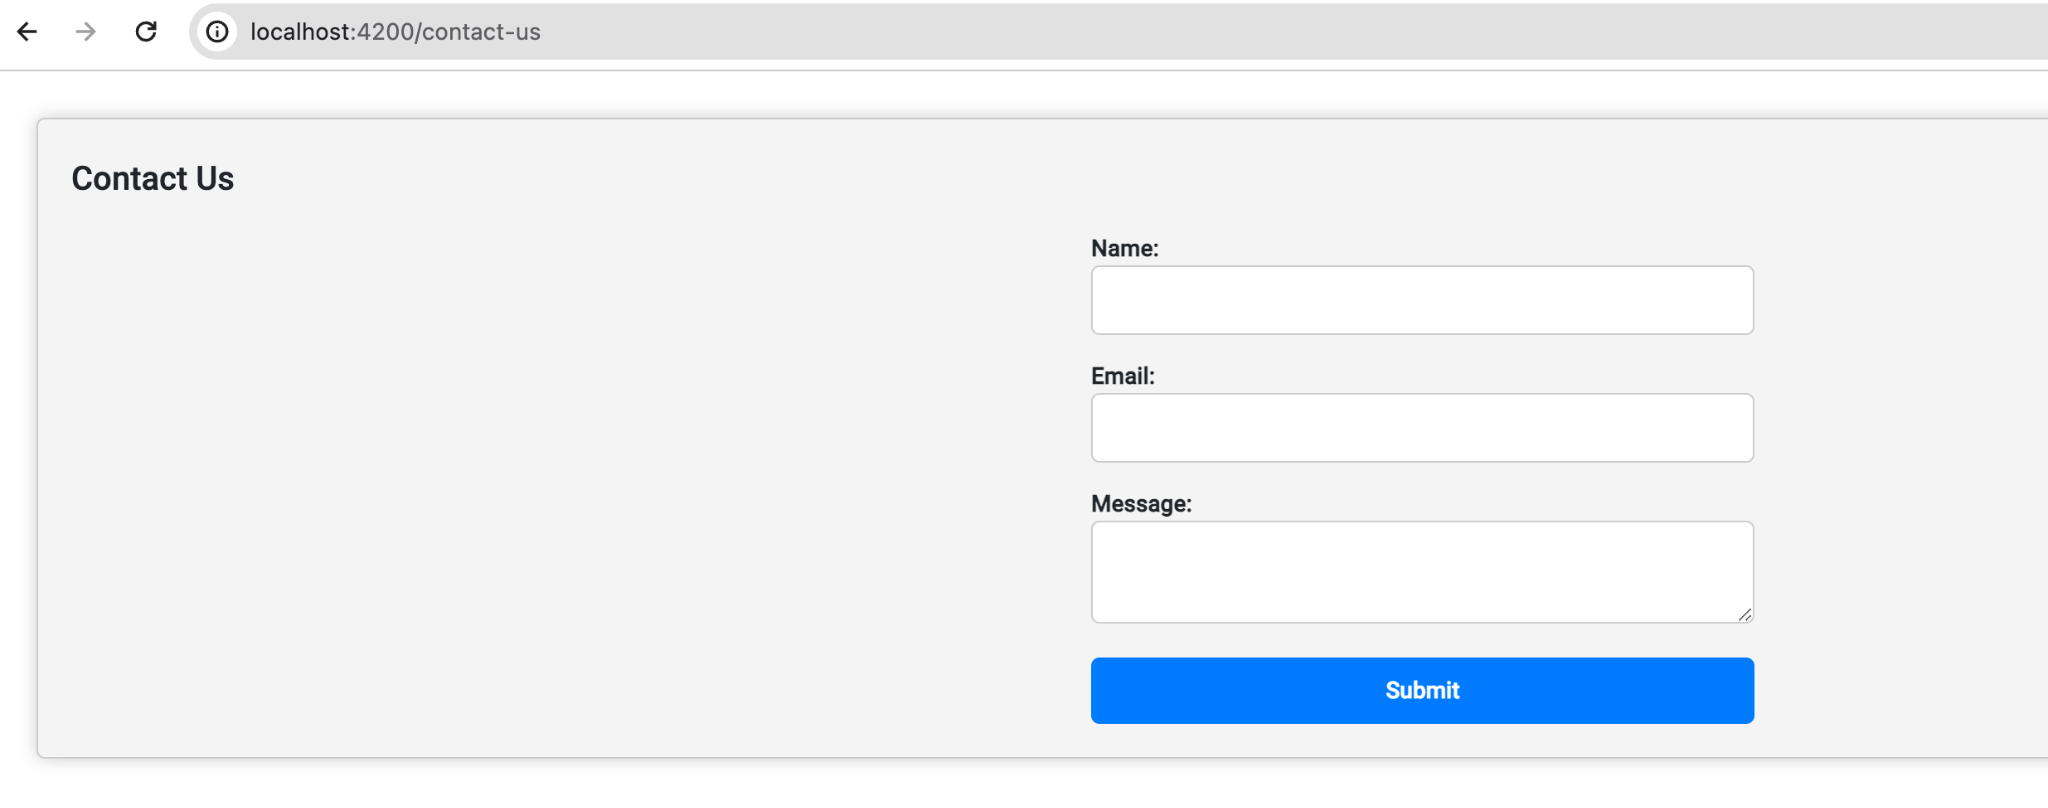 localhost:4200/contact-us
Contact Us
Name:
Email:
Message:
Submit